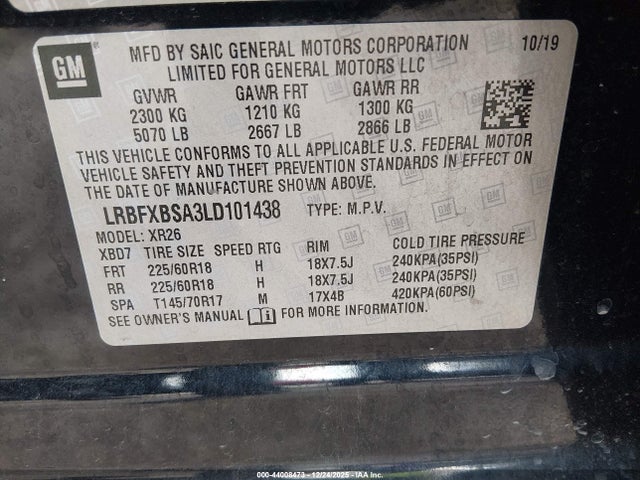 GM
MFD BY SAIC GENERAL MOTORS CORPORATION 10/19
LIMITED FOR GENERAL MOTORS LLC
GVWR GAWR FRT GAWR RR
2300 KG 1210 KG 1300 KG
5070 LB 2667 LB 2866 LB
THIS VEHICLE CONFORMS TO ALL APPLICABLE U.S. FEDERAL MOTOR
VEHICLE SAFETY AND THEFT PREVENTION STANDARDS IN EFFECT ON
THE DATE OF MANUFACTURE SHOWN ABOVE.
LRBFXBSA3LD101438 TYPE: M.P.V.
MODEL: XR26
XBD7 TIRE SIZE SPEED RTG RIM COLD TIRE PRESSURE
FRT 225/60R18 H 18X7.5J 240KPA(35PSI)
RR 225/60R18 H 18X7.5J 240KPA(35PSI)
SPA T145/70R17 M 17X4B 420KPA(60PSI)
SEE OWNER'S MANUAL i FOR MORE INFORMATION.
000-44008473 - 12/24/2025 - IAA